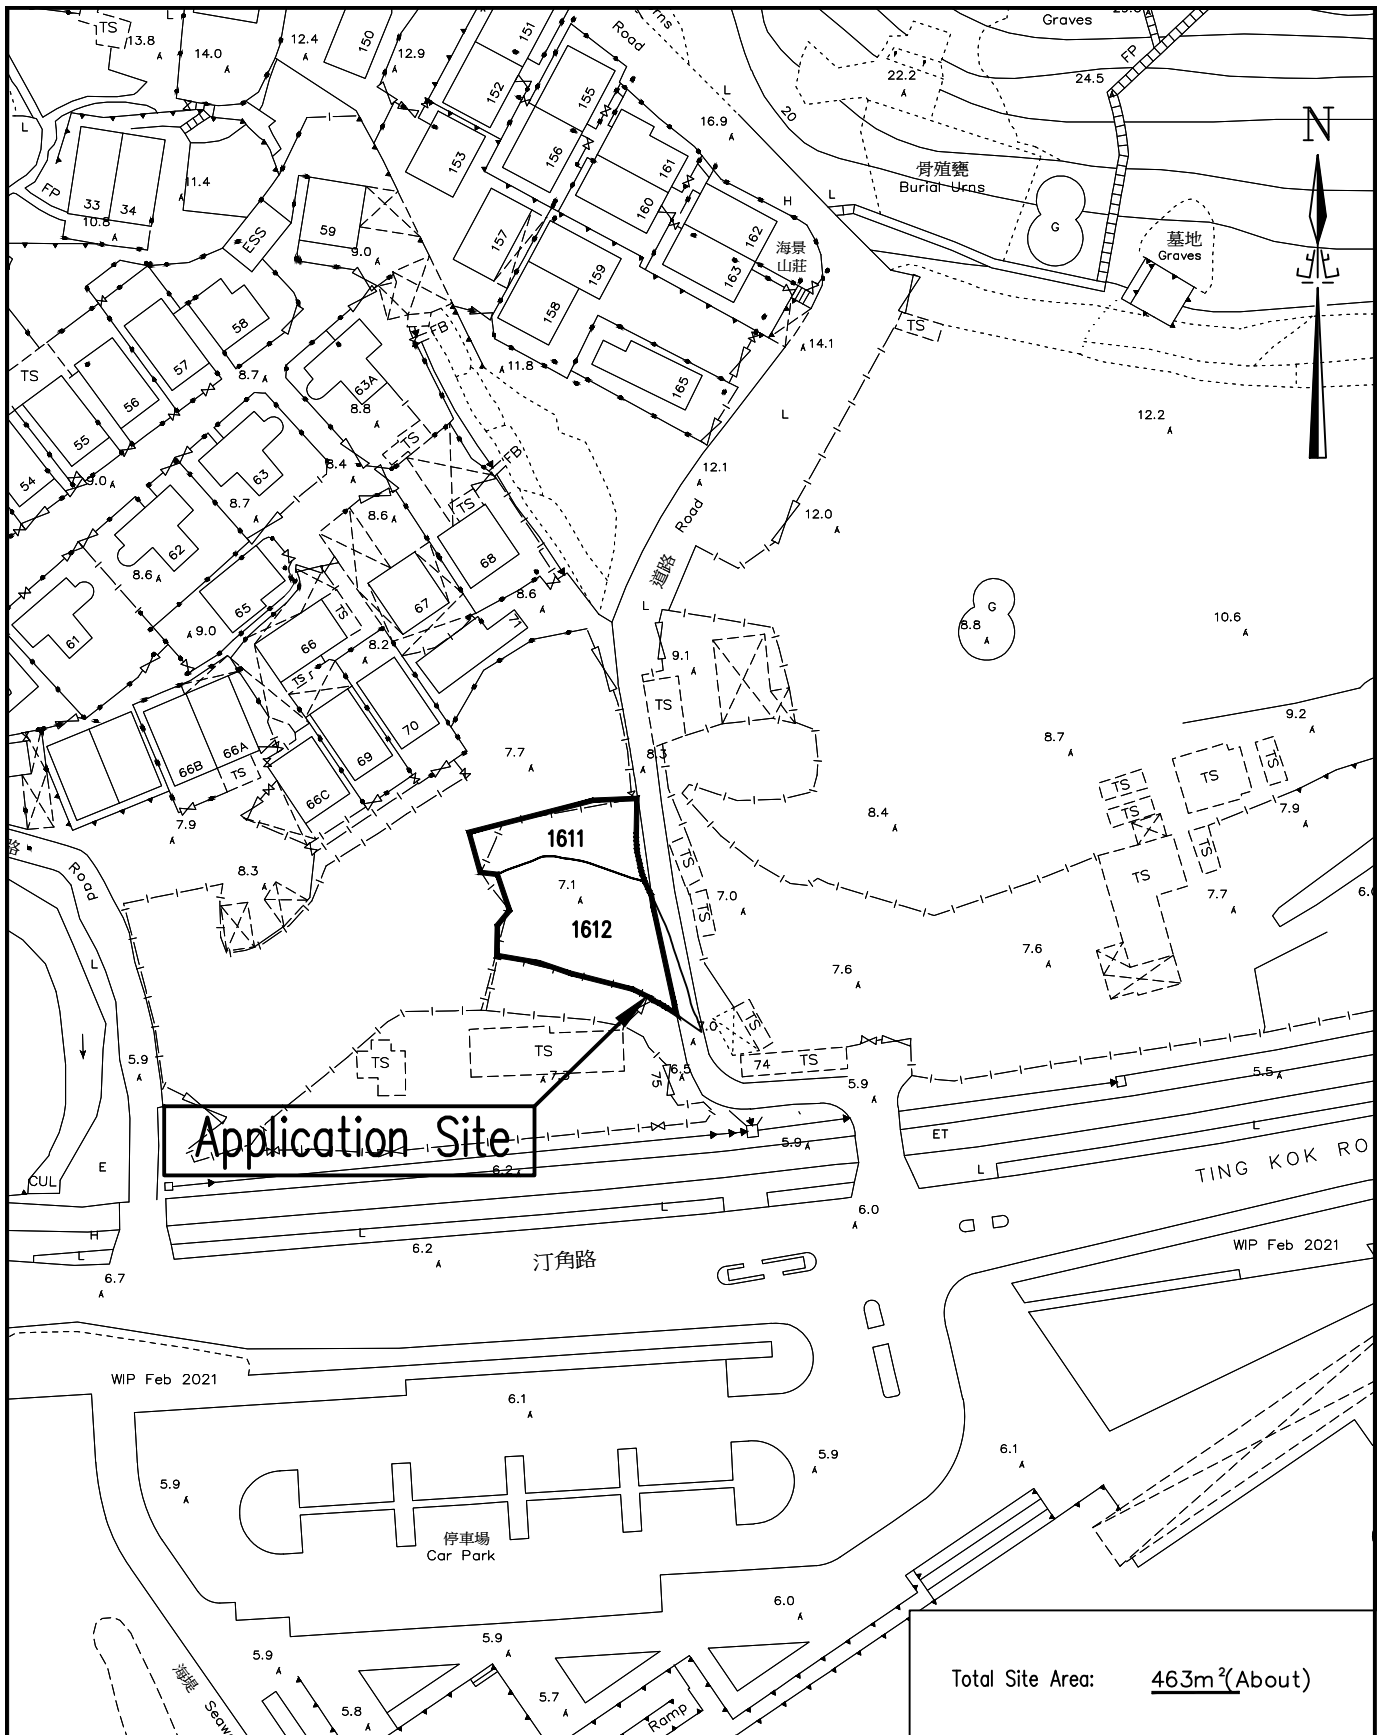 TS
13.8
L
14.0
12.4
150
12.9
151
152
153
155
156
Road
L
16.9
22.2
20
Graves
24.5
FP
N
骨殖甕
Burial Urns
G
墓地
Graves
L
FP
33
34
10.8
11.4
ESS
59
9.0
157
158
159
160
161
162
163
H
L
海景
山莊
14.1
TS
TS
58
57
56
55
54
8.7
FB
11.8
63A
8.8
165
L
12.2
TS
FB
12.1
Road
道路
12.0
9.0
63
8.7
8.4
8.6
TS
68
62
8.6
61
65
9.0
67
8.6
66
TS
8.2
71
TS
70
69
66A
66B
TS
66C
7.9
7.7
L
9.1
TS
8.3
G
8.8
10.6
9.2
8.7
TS
TS
TS
TS
7.9
8.4
TS
TS
7.7
路
Road
8.3
1611
7.1
1612
TS
7.0
TS
7.6
7.6
L
5.9
TS
TS
7.0
TS
74
TS
75
6.5
5.9
5.5
ET
L
L
TING KOK RO
Application Site
6.2
5.9
E
CUL
H
L
6.7
L
6.2
L
6.0
汀角路
WIP Feb 2021
WIP Feb 2021
6.1
5.9
5.9
6.1
停車場
Car Park
6.0
5.9
5.9
5.8
5.7
海堤
Ramp
Total Site Area: 463m²(About)